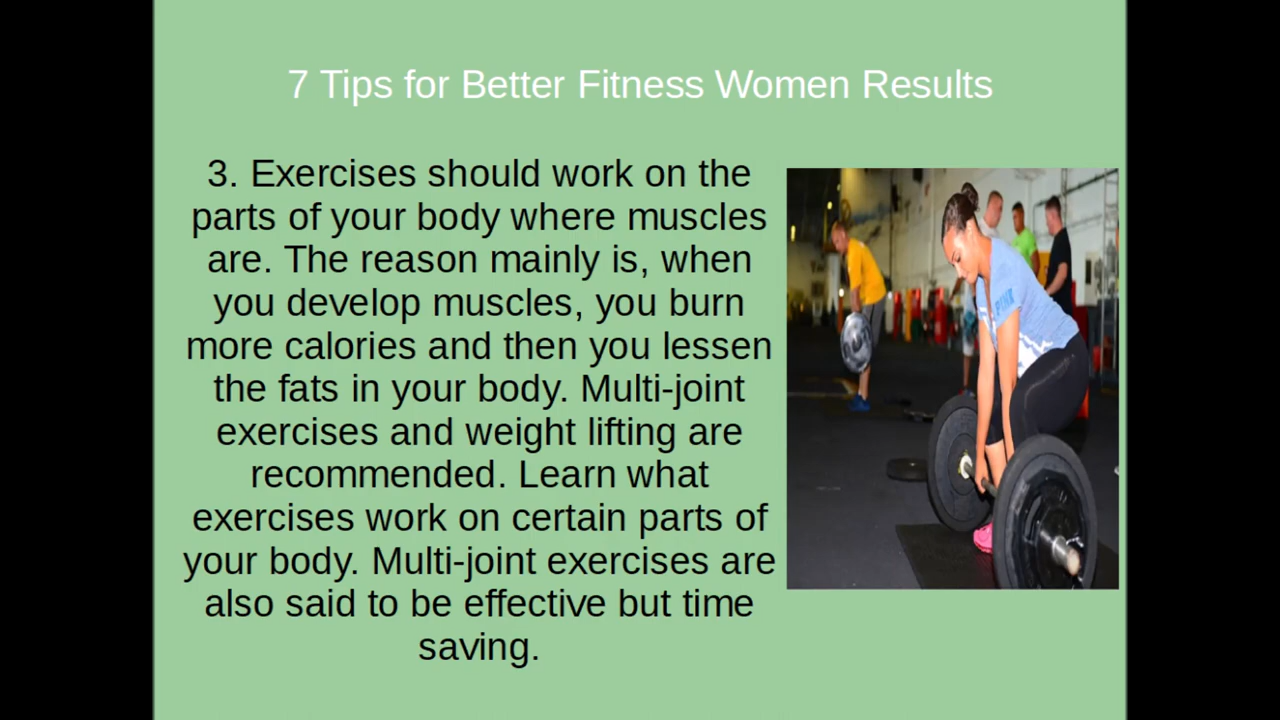 7 Tips for Better Fitness Women Results
3. Exercises should work on the
parts of your body where muscles
are. The reason mainly is, when
you develop muscles, you burn
more calories and then you lessen
the fats in your body. Multi-joint
exercises and weight lifting are
recommended. Learn what
exercises work on certain parts of
your body. Multi-joint exercises are
also said to be effective but time
saving.